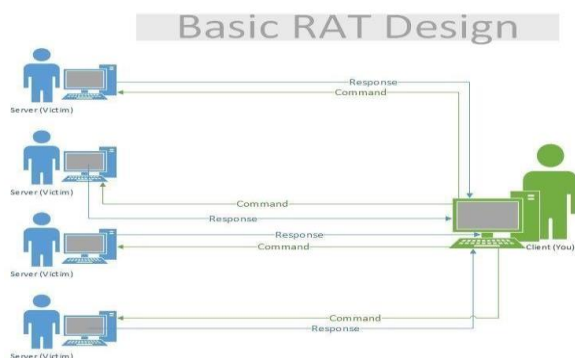 Basic RAT Design
Response
Command
Server (Victim)
Command
Response
Server (Victim)
Response
Command
Client (You)
Server (Victim)
Command
Response
Server (Victim)